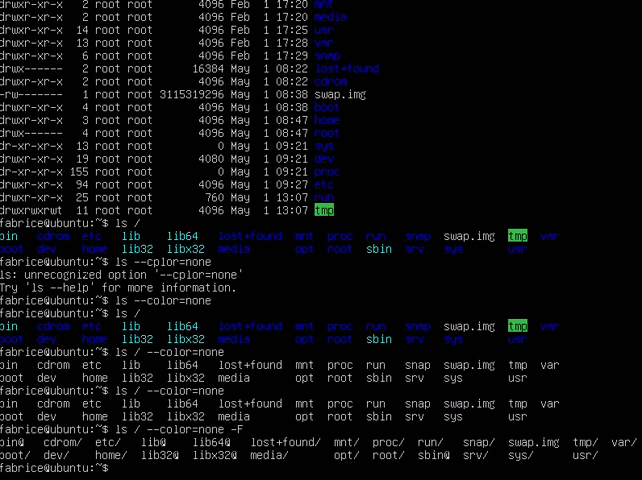 drwxr-xr-x 2 root root 4096 Feb 1 17:20 mnt
drwxr-xr-x 2 root root 4096 Feb 1 17:20 media
drwxr-xr-x 14 root root 4096 Feb 1 17:25 usr
drwxr-xr-x 13 root root 4096 Feb 1 17:28 var
drwxr-xr-x 6 root root 4096 Feb 1 17:29 snap
drwx------ 2 root root 16384 May 1 08:22 lost+found
drwxr-xr-x 2 root root 4096 May 1 08:22 cdrom
-rw------- 1 root root 3115319296 May 1 08:38 swap.img
drwxr-xr-x 4 root root 4096 May 1 08:38 boot
drwxr-xr-x 3 root root 4096 May 1 08:47 home
drwx------ 4 root root 4096 May 1 08:47 root
dr-xr-xr-x 13 root root 0 May 1 09:21 sys
drwxr-xr-x 19 root root 4080 May 1 09:21 dev
dr-xr-xr-x 155 root root 0 May 1 09:21 proc
drwxr-xr-x 94 root root 4096 May 1 09:27 etc
drwxr-xr-x 25 root root 760 May 1 13:07 run
drwxrwxrwt 11 root root 4096 May 1 13:07 tmp
fabrice@ubuntu:~$ ls /
bin cdrom etc lib lib64 lost+found mnt proc run snap swap.img tmp var
boot dev home lib32 libx32 media opt root sbin srv sys usr
fabrice@ubuntu:~$ ls --cplor=none
ls: unrecognized option '--cplor=none'
Try 'ls --help' for more information.
fabrice@ubuntu:~$ ls --color=none
fabrice@ubuntu:~$ ls /
bin cdrom etc lib lib64 lost+found mnt proc run snap swap.img tmp var
boot dev home lib32 libx32 media opt root sbin srv sys usr
fabrice@ubuntu:~$ ls / --color=none
bin cdrom etc lib lib64 lost+found mnt proc run snap swap.img tmp var
boot dev home lib32 libx32 media opt root sbin srv sys usr
fabrice@ubuntu:~$ ls / --color=none
bin cdrom etc lib lib64 lost+found mnt proc run snap swap.img tmp var
boot dev home lib32 libx32 media opt root sbin srv sys usr
fabrice@ubuntu:~$ ls / --color=none -F
bin@ cdrom/ etc/ lib@ lib64@ lost+found/ mnt/ proc/ run/ snap/ swap.img tmp/ var/
boot/ dev/ home/ lib32@ libx32@ media/ opt/ root/ sbin@ srv/ sys/ usr/
fabrice@ubuntu:~$